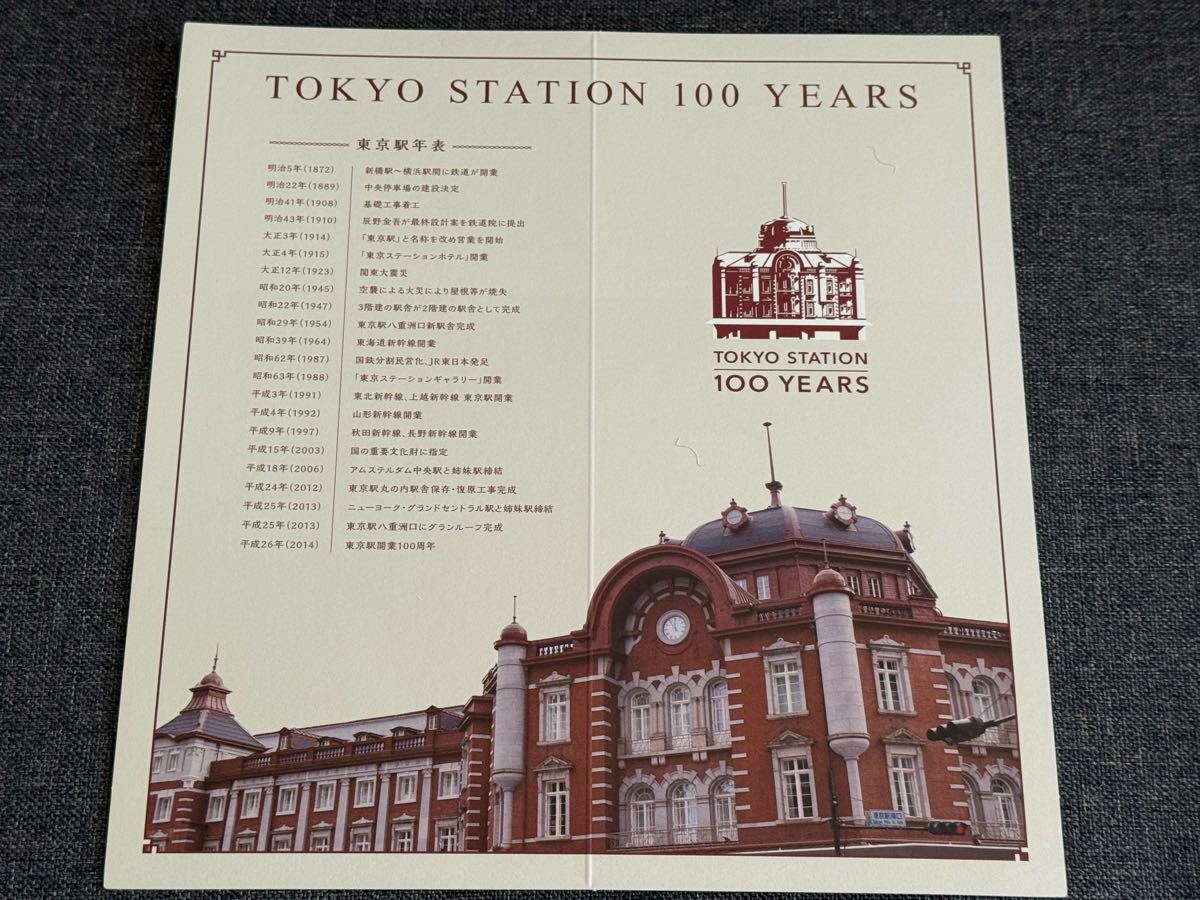 TOKYO STATION 100 YEARS
東京駅年表
明治5年(1872) 新橋駅〜横浜駅間に鉄道が開業
明治22年(1889) 中央停車場の建設決定
明治41年(1908) 基礎工事着工
明治43年(1910) 辰野金吾が最終設計案を鉄道院に提出
大正3年(1914) 「東京駅」と名称を改め営業を開始
大正4年(1915) 「東京ステーションホテル」開業
大正12年(1923) 関東大震災
昭和20年(1945) 空襲による火災により屋根等が焼失
昭和22年(1947) 3階建の駅舎が2階建の駅舎として完成
昭和29年(1954) 東京駅八重洲口新駅舎完成
昭和39年(1964) 東海道新幹線開業
昭和62年(1987) 国鉄分割民営化、JR東日本発足
昭和63年(1988) 「東京ステーションギャラリー」開業
平成3年(1991) 東北新幹線、上越新幹線 東京駅開業
平成4年(1992) 山形新幹線開業
平成9年(1997) 秋田新幹線、長野新幹線開業
平成15年(2003) 国の重要文化財に指定
平成18年(2006) アムステルダム中央駅と姉妹駅締結
平成24年(2012) 東京駅丸の内駅舎保存・復原工事完成
平成25年(2013) ニューヨーク・グランドセントラル駅と姉妹駅締結
平成25年(2013) 東京駅八重洲口にグランルーフ完成
平成26年(2014) 東京駅開業100周年
TOKYO STATION
100 YEARS
東京駅南口